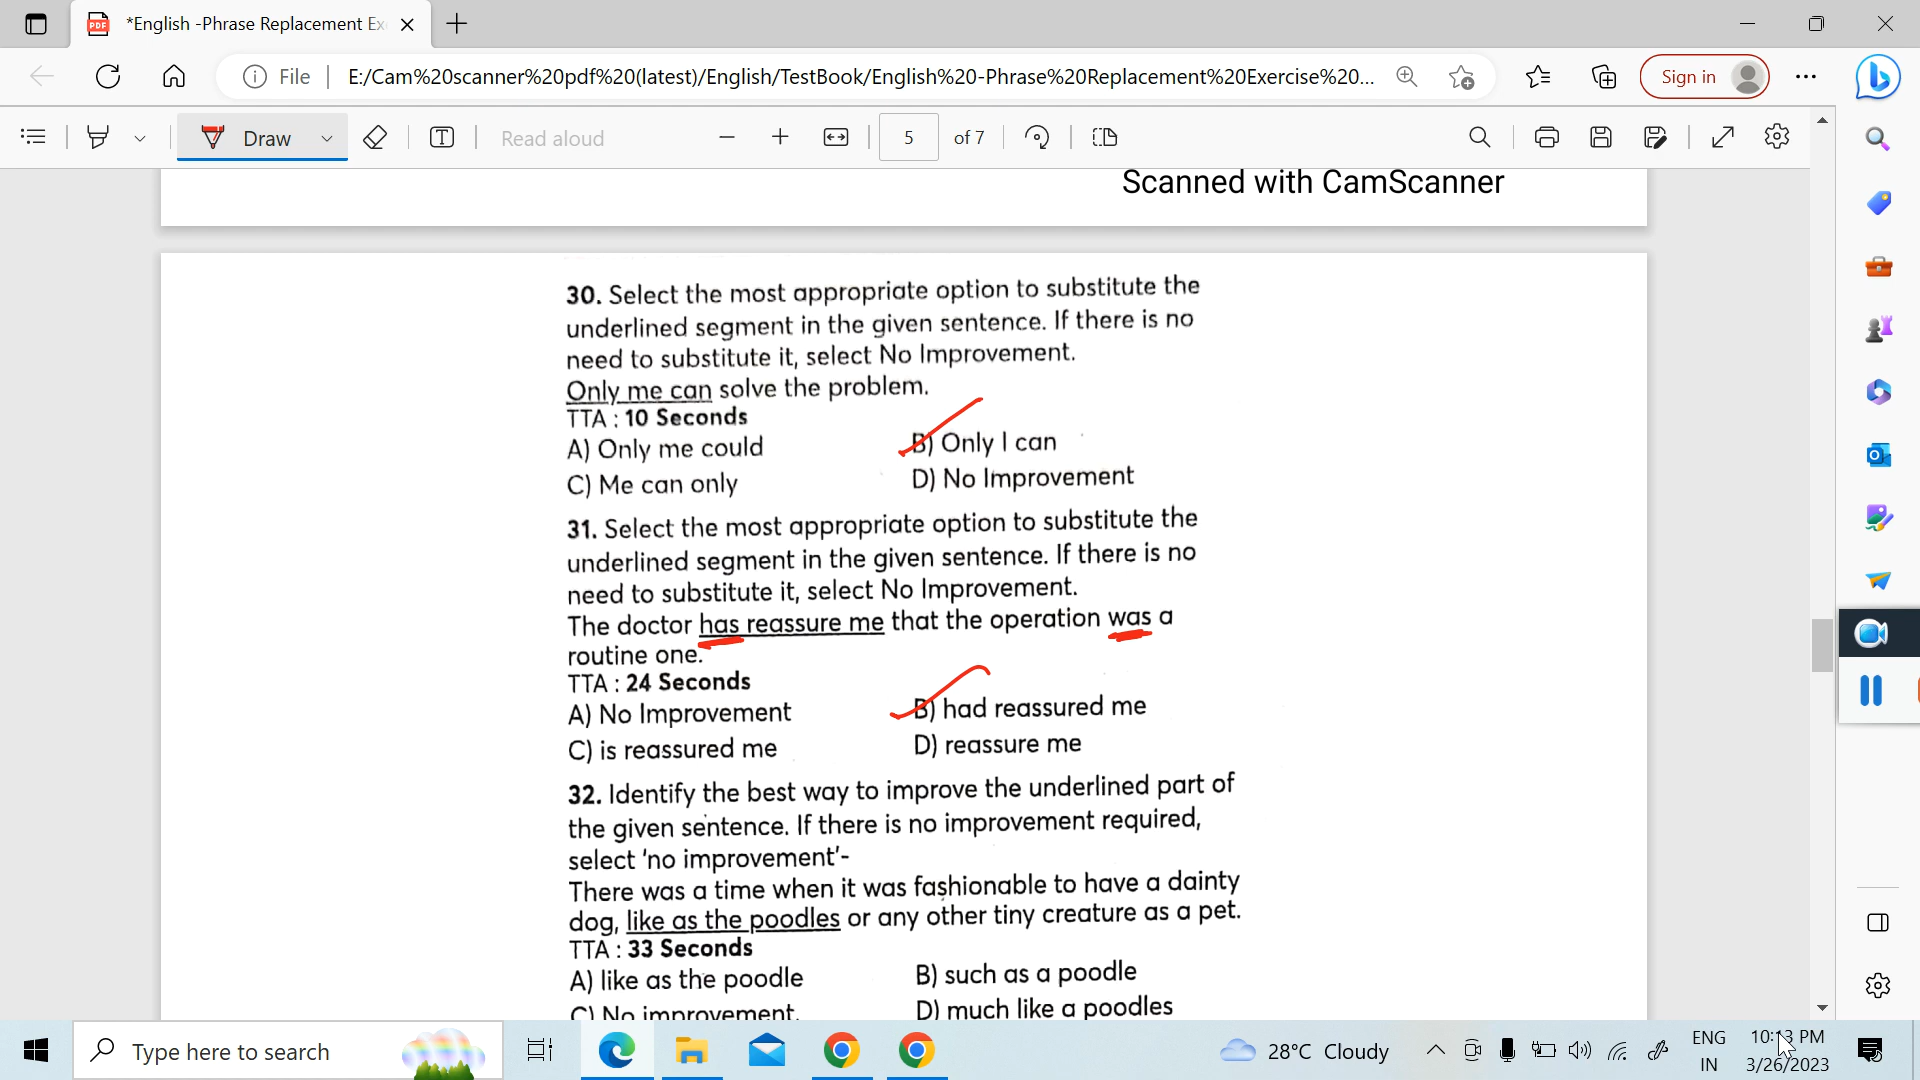 *English -Phrase Replacement Ex
File
E:/Cam%20scanner%20pdf%20(latest)/English/TestBook/English%20-Phrase%20Replacement%20Exercise%20...
Sign in
Draw
Read aloud
5 of 7
Scanned with CamScanner
30. Select the most appropriate option to substitute the
underlined segment in the given sentence. If there is no
need to substitute it, select No Improvement.
Only me can solve the problem.
TTA : 10 Seconds
A) Only me could B) Only I can
C) Me can only D) No Improvement
31. Select the most appropriate option to substitute the
underlined segment in the given sentence. If there is no
need to substitute it, select No Improvement.
The doctor has reassure me that the operation was a
routine one.
TTA : 24 Seconds
A) No Improvement B) had reassured me
C) is reassured me D) reassure me
32. Identify the best way to improve the underlined part of
the given sentence. If there is no improvement required,
select 'no improvement'-
There was a time when it was fashionable to have a dainty
dog, like as the poodles or any other tiny creature as a pet.
TTA : 33 Seconds
A) like as the poodle B) such as a poodle
C) No improvement. D) much like a poodles
Type here to search
28°C Cloudy
ENG
IN
10:13 PM
3/26/2023